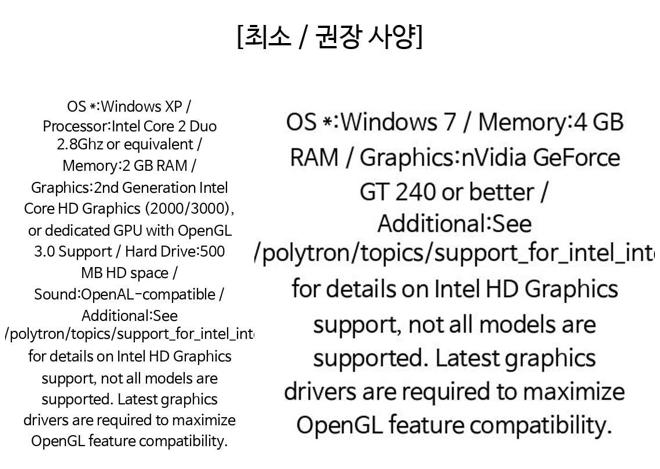 [최소 / 권장 사양]
OS *:Windows XP /
Processor:Intel Core 2 Duo
2.8Ghz or equivalent /
Memory:2 GB RAM /
Graphics:2nd Generation Intel
Core HD Graphics (2000/3000),
or dedicated GPU with OpenGL
3.0 Support / Hard Drive:500
MB HD space /
Sound:OpenAL-compatible /
Additional:See
/polytron/topics/support_for_intel_int
for details on Intel HD Graphics
support, not all models are
supported. Latest graphics
drivers are required to maximize
OpenGL feature compatibility.
OS *:Windows 7 / Memory:4 GB
RAM / Graphics:nVidia GeForce
GT 240 or better /
Additional:See
/polytron/topics/support_for_intel_int
for details on Intel HD Graphics
support, not all models are
supported. Latest graphics
drivers are required to maximize
OpenGL feature compatibility.